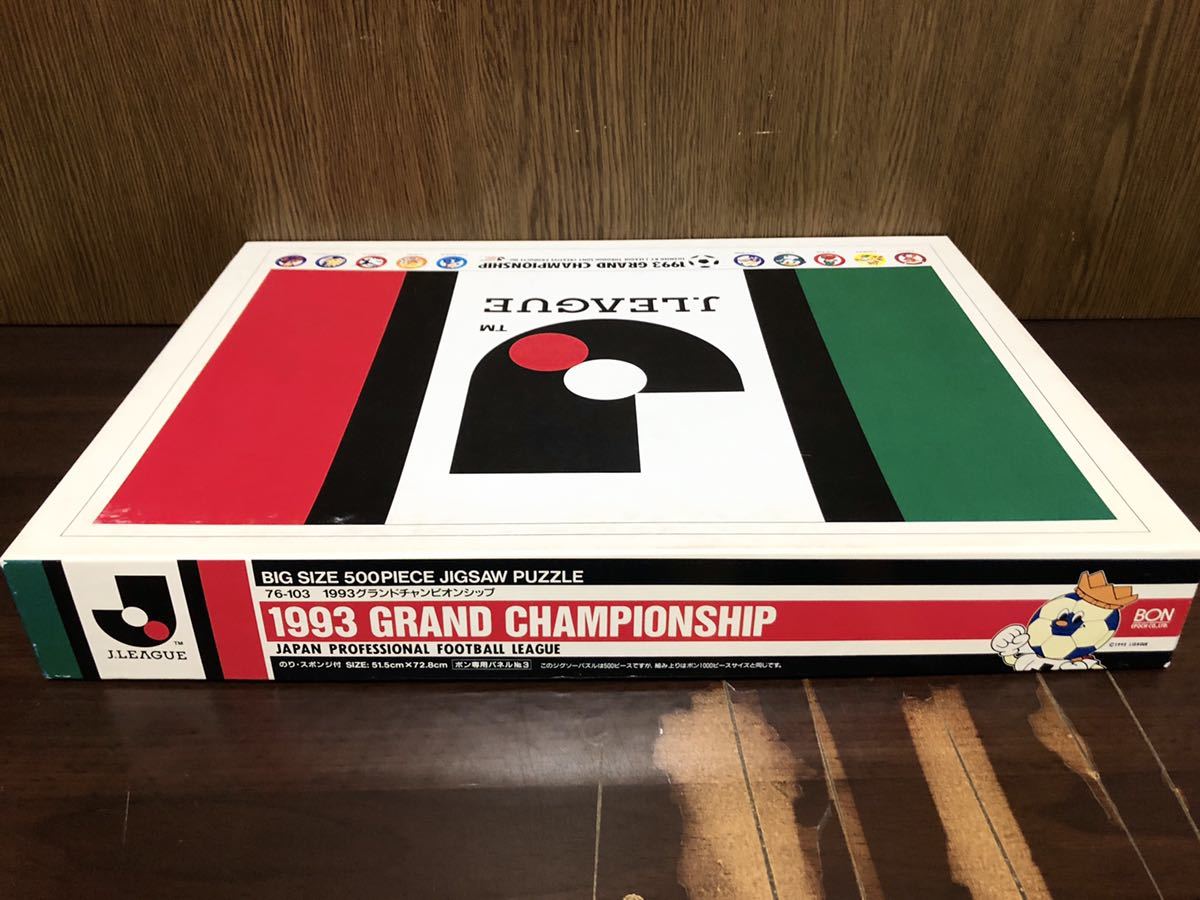 1993 GRAND CHAMPIONSHIP
J.LEAGUE
TM
BIG SIZE 500PIECE JIGSAW PUZZLE
76-103 1993グランドチャンピオンシップ
1993 GRAND CHAMPIONSHIP
JAPAN PROFESSIONAL FOOTBALL LEAGUE
のり・スポンジ付 SIZE: 51.5cm×72.8cm ボン専用パネル№3 このジグソーパズルは500ピースですが、組み上りはボン1000ピースサイズと同じです。
TM
J.LEAGUE
BON
EPOCH CO., LTD.